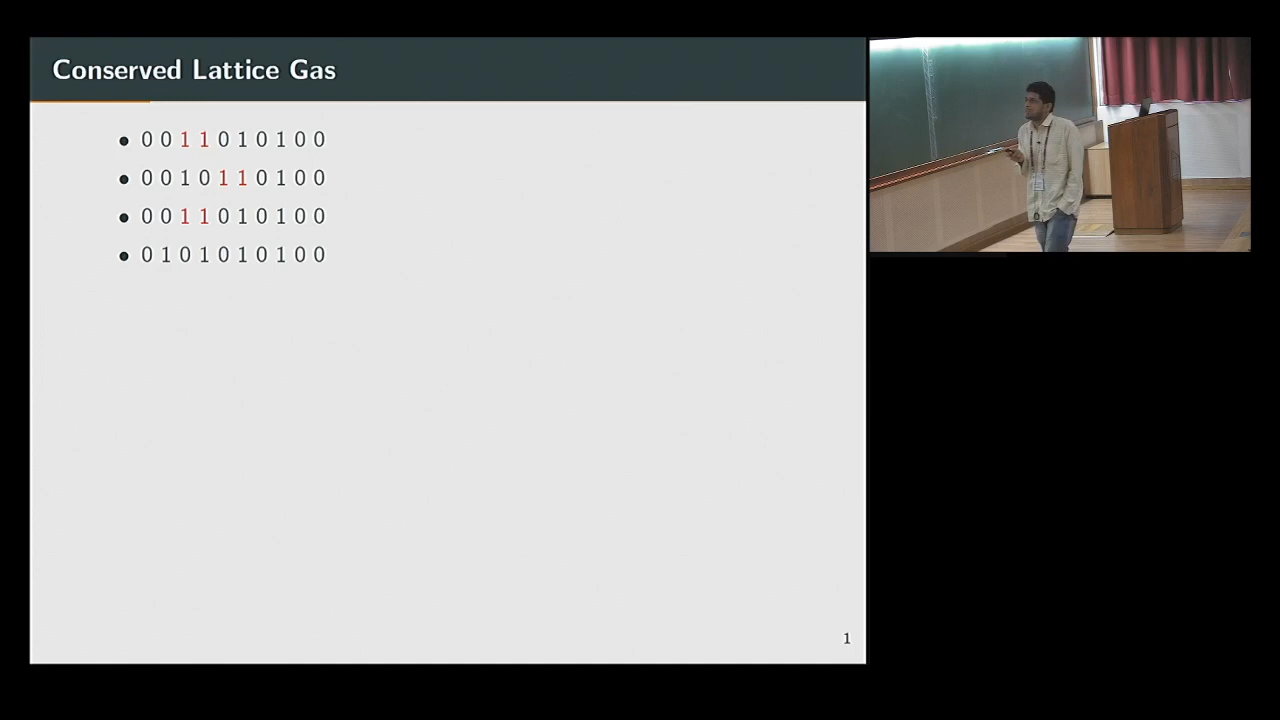 Conserved Lattice Gas
• 0 0 1 1 0 1 0 1 0 0
• 0 0 1 0 1 1 0 1 0 0
• 0 0 1 1 0 1 0 1 0 0
• 0 1 0 1 0 1 0 1 0 0
1